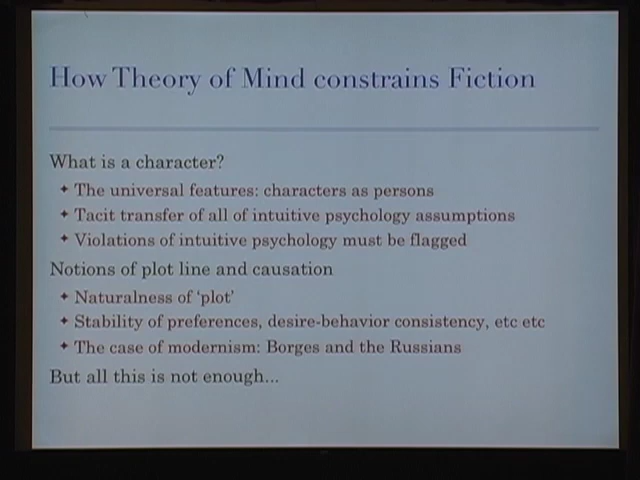 How Theory of Mind constrains Fiction
What is a character?
✦ The universal features: characters as persons
✦ Tacit transfer of all of intuitive psychology assumptions
✦ Violations of intuitive psychology must be flagged
Notions of plot line and causation
✦ Naturalness of 'plot'
✦ Stability of preferences, desire-behavior consistency, etc etc
✦ The case of modernism: Borges and the Russians
But all this is not enough...